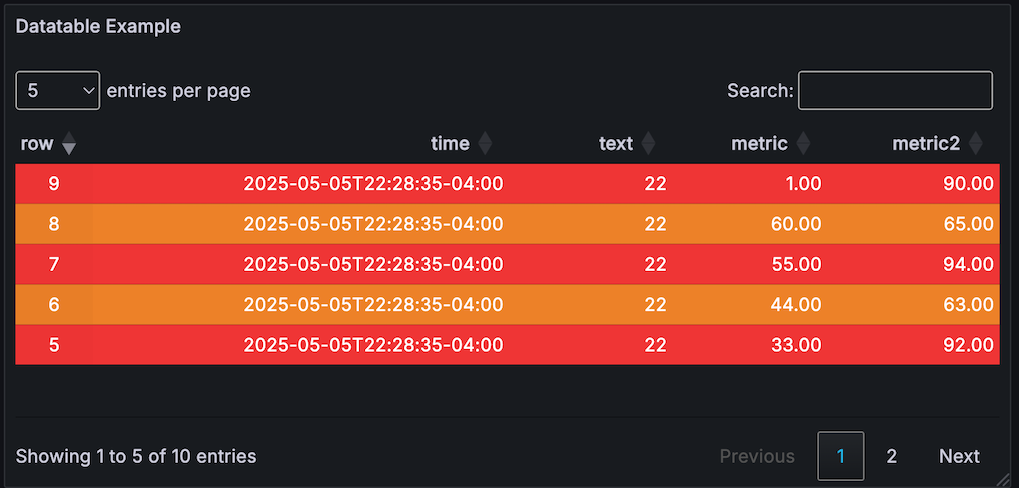 Datatable Example
5 entries per page Search:
row time text metric metric2
9 2025-05-05T22:28:35-04:00 22 1.00 90.00
8 2025-05-05T22:28:35-04:00 22 60.00 65.00
7 2025-05-05T22:28:35-04:00 22 55.00 94.00
6 2025-05-05T22:28:35-04:00 22 44.00 63.00
5 2025-05-05T22:28:35-04:00 22 33.00 92.00
Showing 1 to 5 of 10 entries Previous 1 2 Next